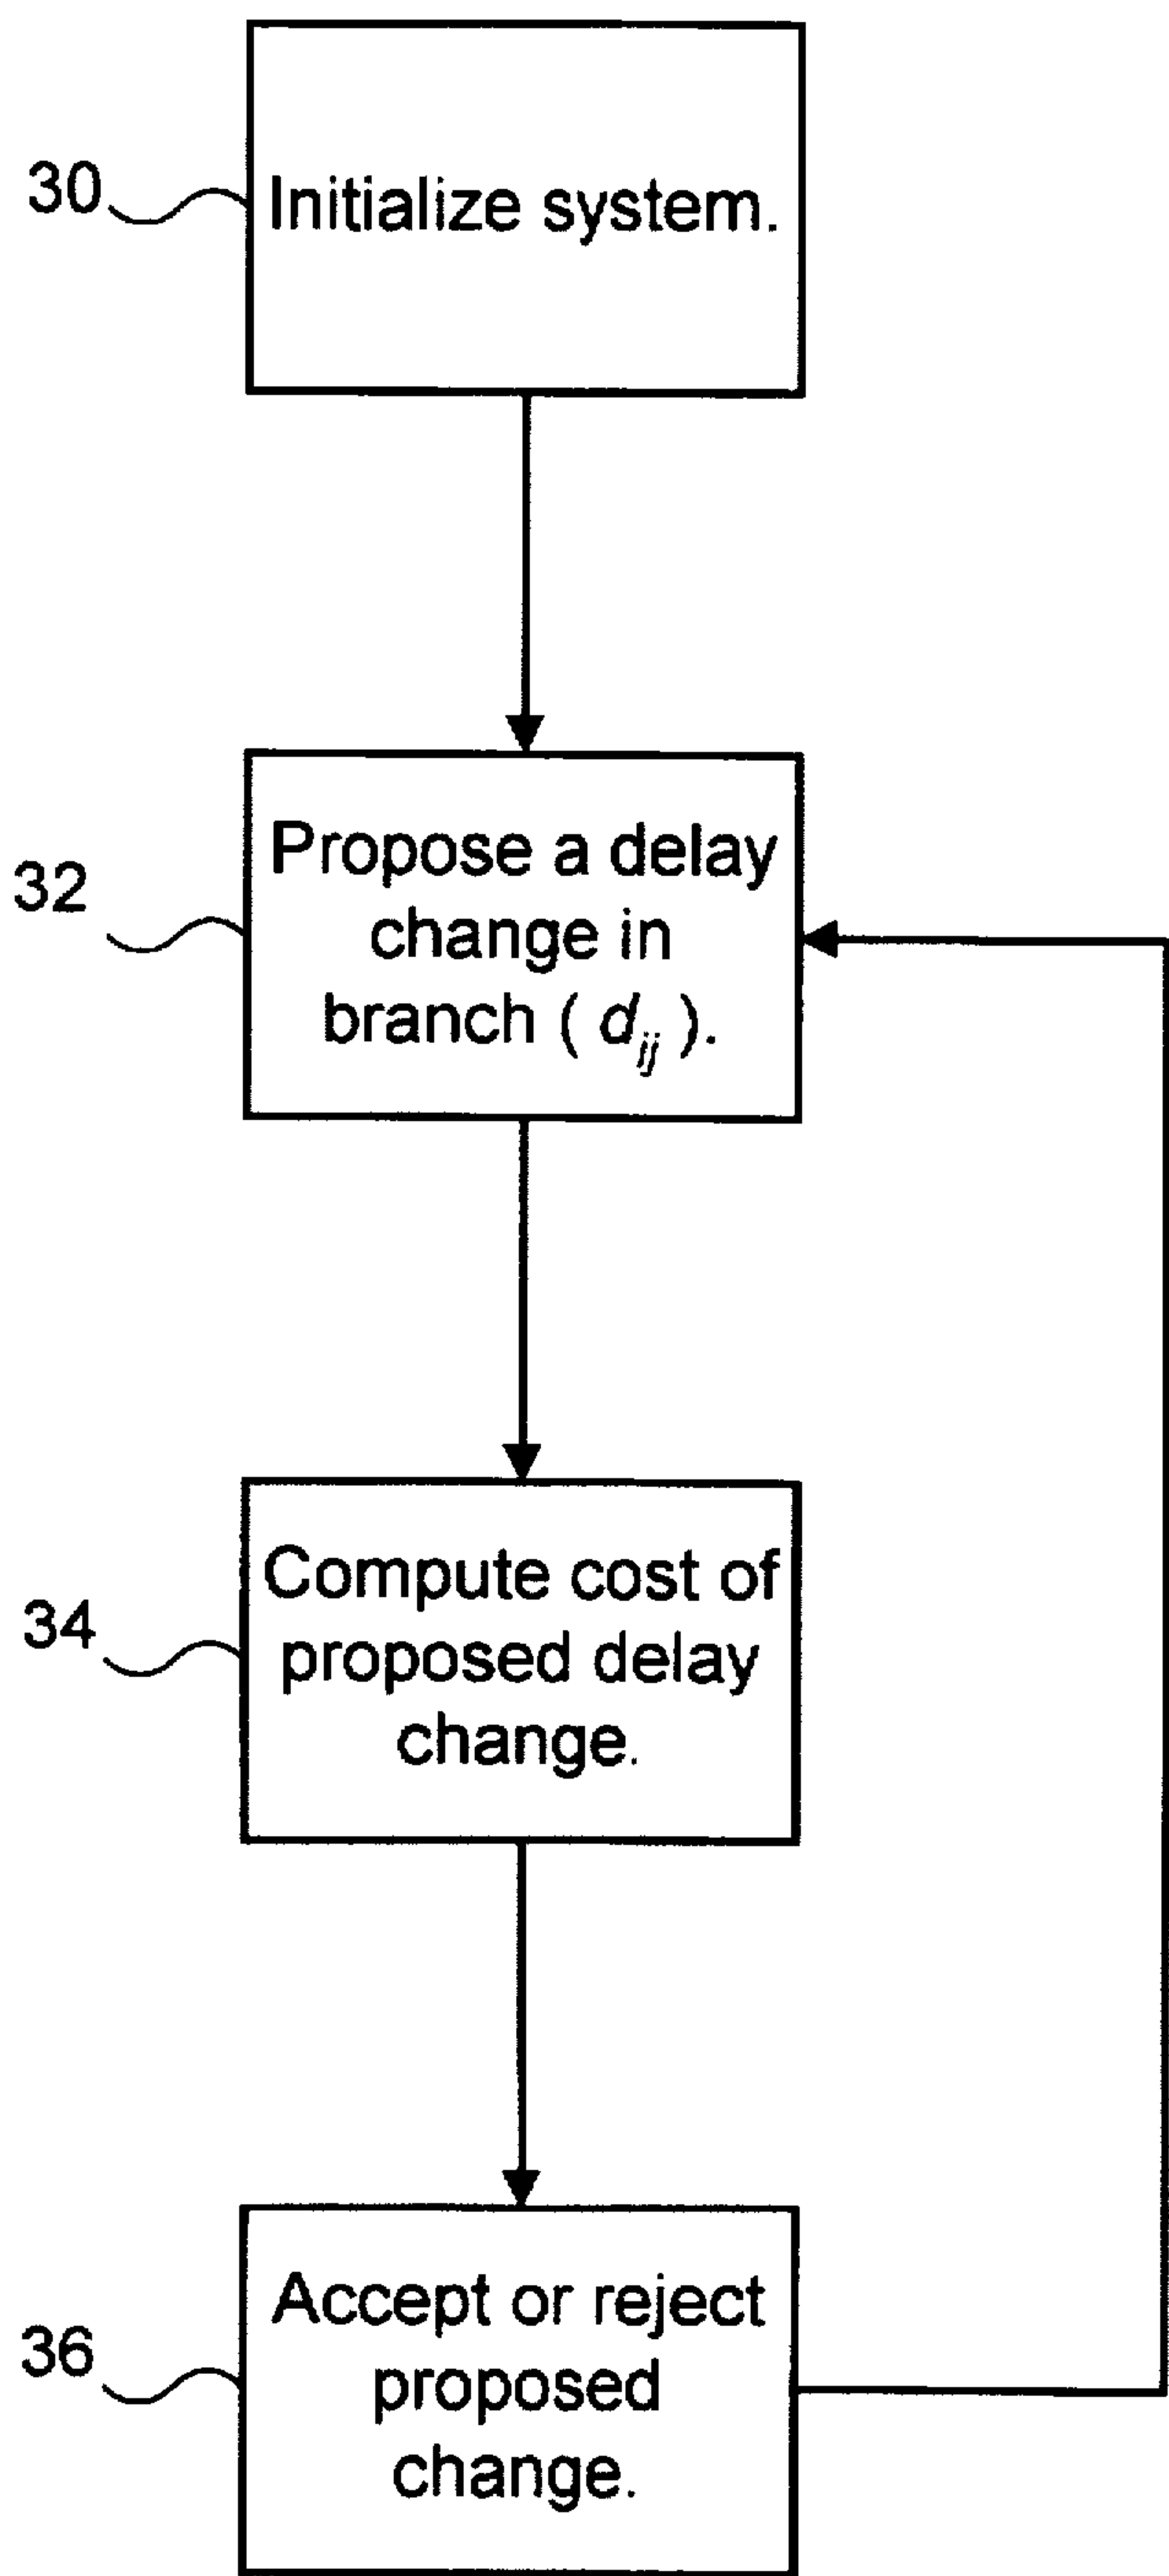 30
Initialize system.
32
Propose a delay
change in
branch ( d_ij ).
34
Compute cost of
proposed delay
change.
36
Accept or reject
proposed
change.